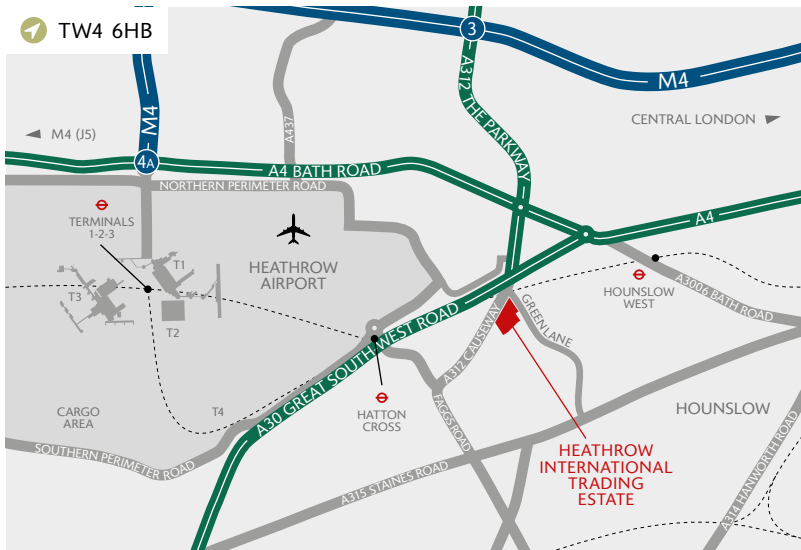 TW4 6HB
3
M4
A312 THE PARKWAY
CENTRAL LONDON
M4
A437
M4 (J5)
4A
A4 BATH ROAD
NORTHERN PERIMETER ROAD
A4
TERMINALS
1-2-3
T1
T3
T2
HEATHROW
AIRPORT
HOUNSLOW
WEST
A3006 BATH ROAD
GREEN LANE
A312 CAUSEWAY
A30 GREAT SOUTH WEST ROAD
CARGO
AREA
T4
HATTON
CROSS
FAGGS ROAD
HOUNSLOW
SOUTHERN PERIMETER ROAD
A315 STAINES ROAD
HEATHROW
INTERNATIONAL
TRADING
ESTATE
A314 HANWORTH ROAD